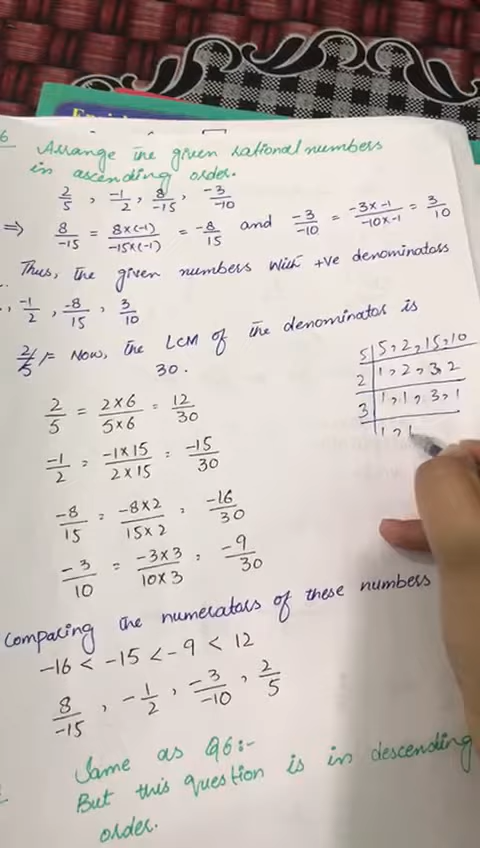 6 Arrange the given rational numbers
in ascending order.
2/5 , -1/2 , 8/-15 , -3/-10
⇒ 8/-15 = 8×(-1)/-15×(-1) = -8/15 and -3/-10 = -3×-1/-10×-1 = 3/10
Thus, the given numbers with +ve denominators
, -1/2 , -8/15 , 3/10
Now, the LCM of the denominator is
30.
5 | 5, 2, 15, 10
2 | 1, 2, 3, 2
3 | 1, 1, 3, 1
1, 1
2/5 = 2×6/5×6 = 12/30
-1/2 = -1×15/2×15 = -15/30
-8/15 = -8×2/15×2 = -16/30
-3/10 = -3×3/10×3 = -9/30
Comparing the numerators of these numbers
-16 < -15 < -9 < 12
8/-15 , -1/2 , -3/-10 , 2/5
Same as Q6:-
But this question is in descending
order.